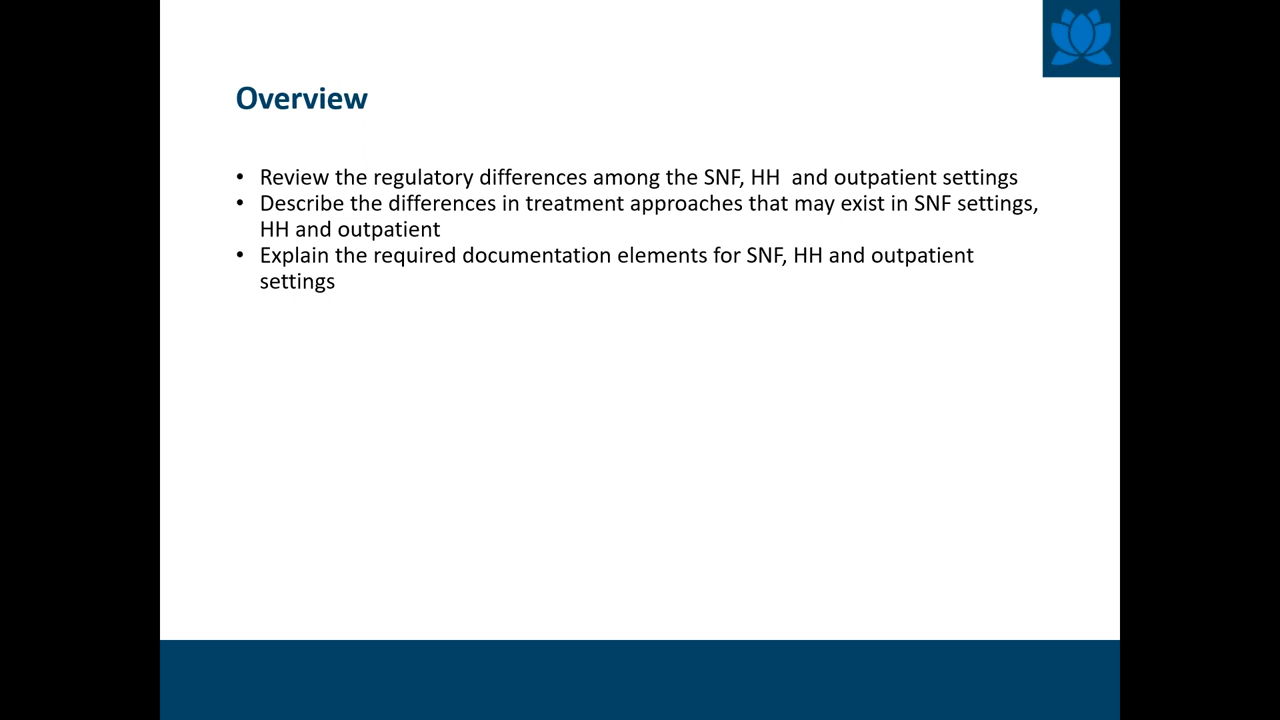 Overview
• Review the regulatory differences among the SNF, HH  and outpatient settings
• Describe the differences in treatment approaches that may exist in SNF settings,
HH and outpatient
• Explain the required documentation elements for SNF, HH and outpatient
settings